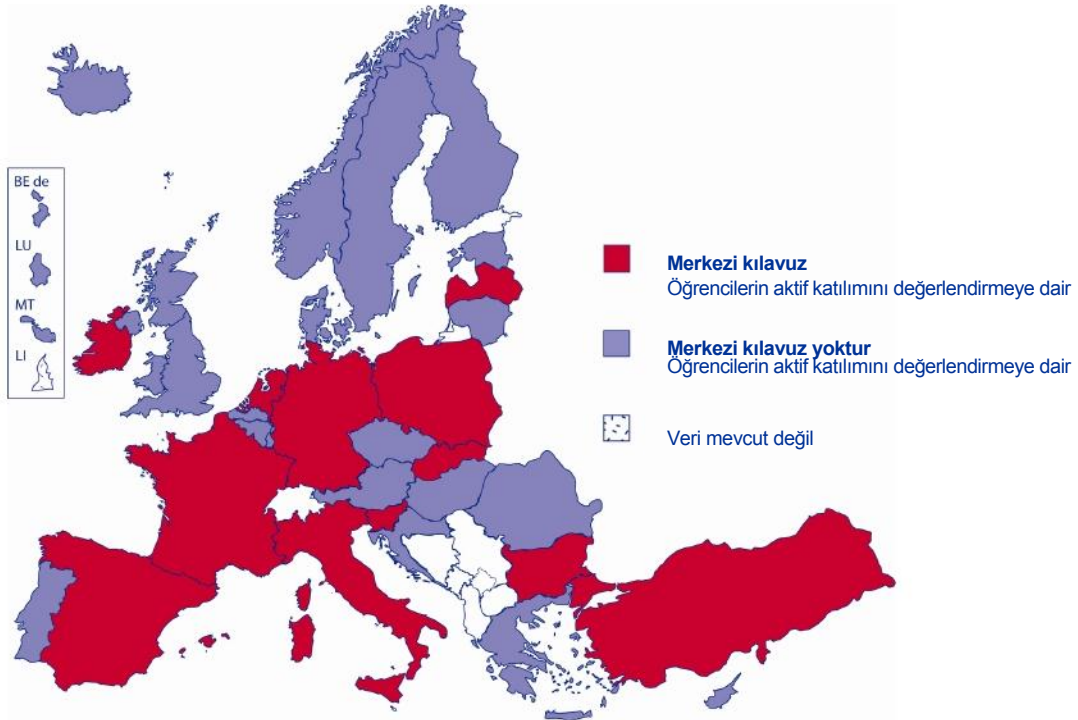 BE de
LU
MT
LI
Merkezi kılavuz
Öğrencilerin aktif katılımını değerlendirmeye dair
Merkezi kılavuz yoktur
Öğrencilerin aktif katılımını değerlendirmeye dair
Veri mevcut değil